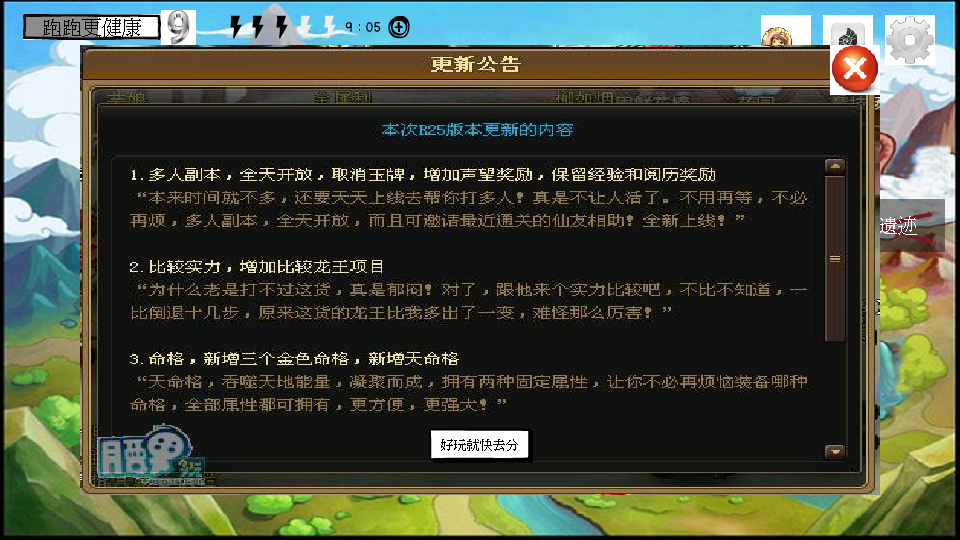 跑跑更健康
9
9:05
更新公告
本次R25版本更新的内容
1.多人副本，全天开放，取消玉牌，增加声望奖励，保留经验和阅历奖励
“本来时间就不多，还要天天上线去帮你打多人！真是不让人活了。不用再等，不必
再烦，多人副本，全天开放，而且可邀请最近通关的仙友相助！全新上线！”
遗迹
2.比较实力，增加比较龙王项目
“为什么老是打不过这货，真是郁闷！对了，跟他来个实力比较吧，不比不知道，一
比倒退十几步，原来这货的龙王比我多出了一变，难怪那么厉害！”
3.命格，新增三个金色命格，新增天命格
“天命格，吞噬天地能量，凝聚而成，拥有两种固定属性，让你不必再烦恼装备哪种
命格，全部属性都可拥有，更方便，更强大！”
好玩就快去分